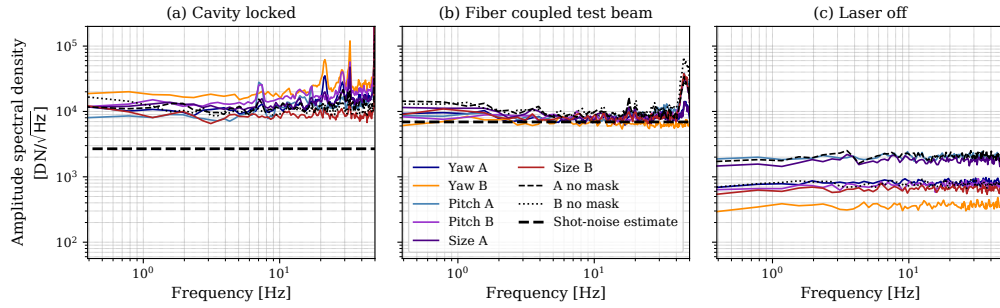 (a) Cavity locked
(b) Fiber coupled test beam
(c) Laser off
Amplitude spectral density
[DN/√Hz]
10⁵
10⁴
10³
10²
Yaw A
Yaw B
Pitch A
Pitch B
Size A
Size B
A no mask
B no mask
Shot-noise estimate
10⁰ 10¹
10⁰ 10¹
10⁰ 10¹
Frequency [Hz]
Frequency [Hz]
Frequency [Hz]